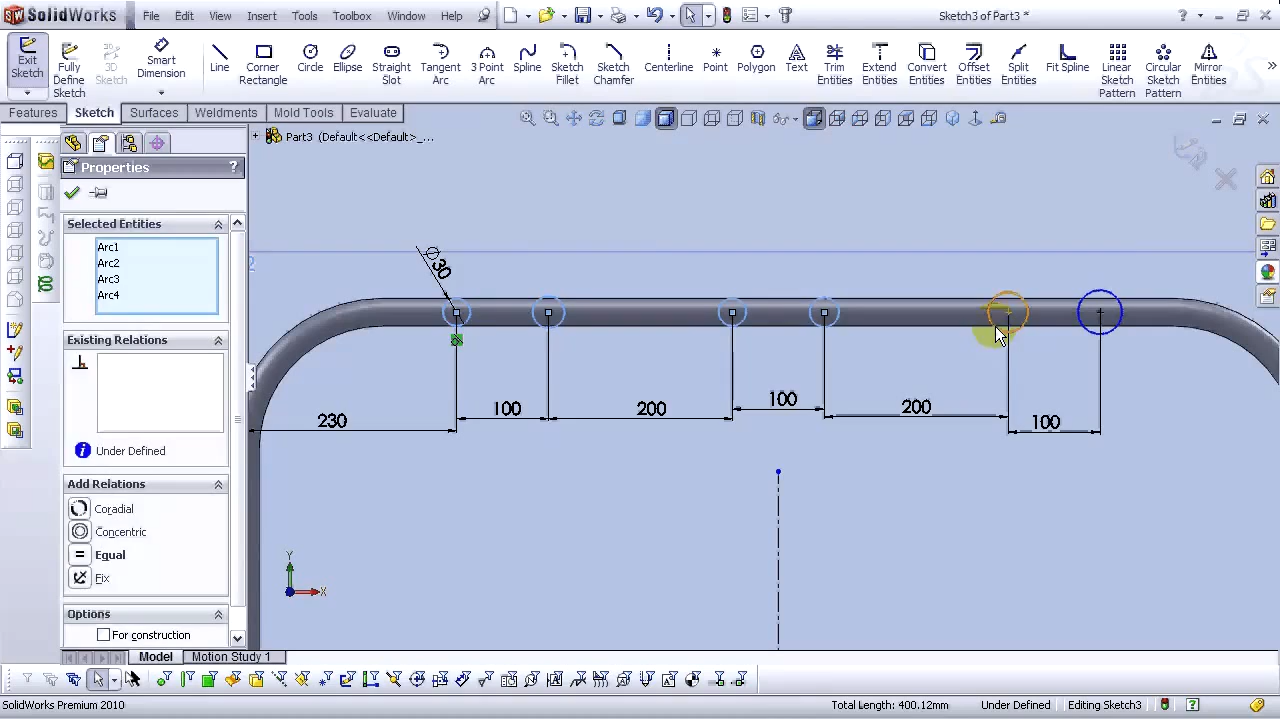 SolidWorks File Edit View Insert Tools Toolbox Window Help Sketch3 of Part3 *
Exit Sketch
Fully Define Sketch
3D Sketch
Smart Dimension
Line
Corner Rectangle
Circle
Ellipse
Straight Slot
Tangent Arc
3 Point Arc
Spline
Sketch Fillet
Sketch Chamfer
Centerline
Point
Polygon
Text
Trim Entities
Extend Entities
Convert Entities
Offset Entities
Split Entities
Fit Spline
Linear Sketch Pattern
Circular Sketch Pattern
Mirror Entities
Features Sketch Surfaces Weldments Mold Tools Evaluate
Part3 (Default<<Default>_...
Properties ?
Selected Entities
Arc1
Arc2
Arc3
Arc4
Existing Relations
Under Defined
Add Relations
Coradial
Concentric
Equal
Fix
Options
For construction
Ø30
2
230 100 200 100 200 100
Y
X
Model Motion Study 1
SolidWorks Premium 2010 Total Length: 400.12mm Under Defined Editing Sketch3